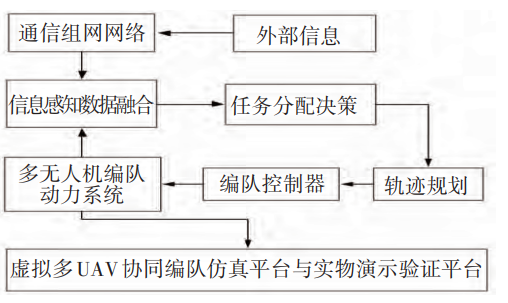 通信组网网络
外部信息
信息感知数据融合
任务分配决策
多无人机编队
动力系统
编队控制器
轨迹规划
虚拟多UAV协同编队仿真平台与实物演示验证平台